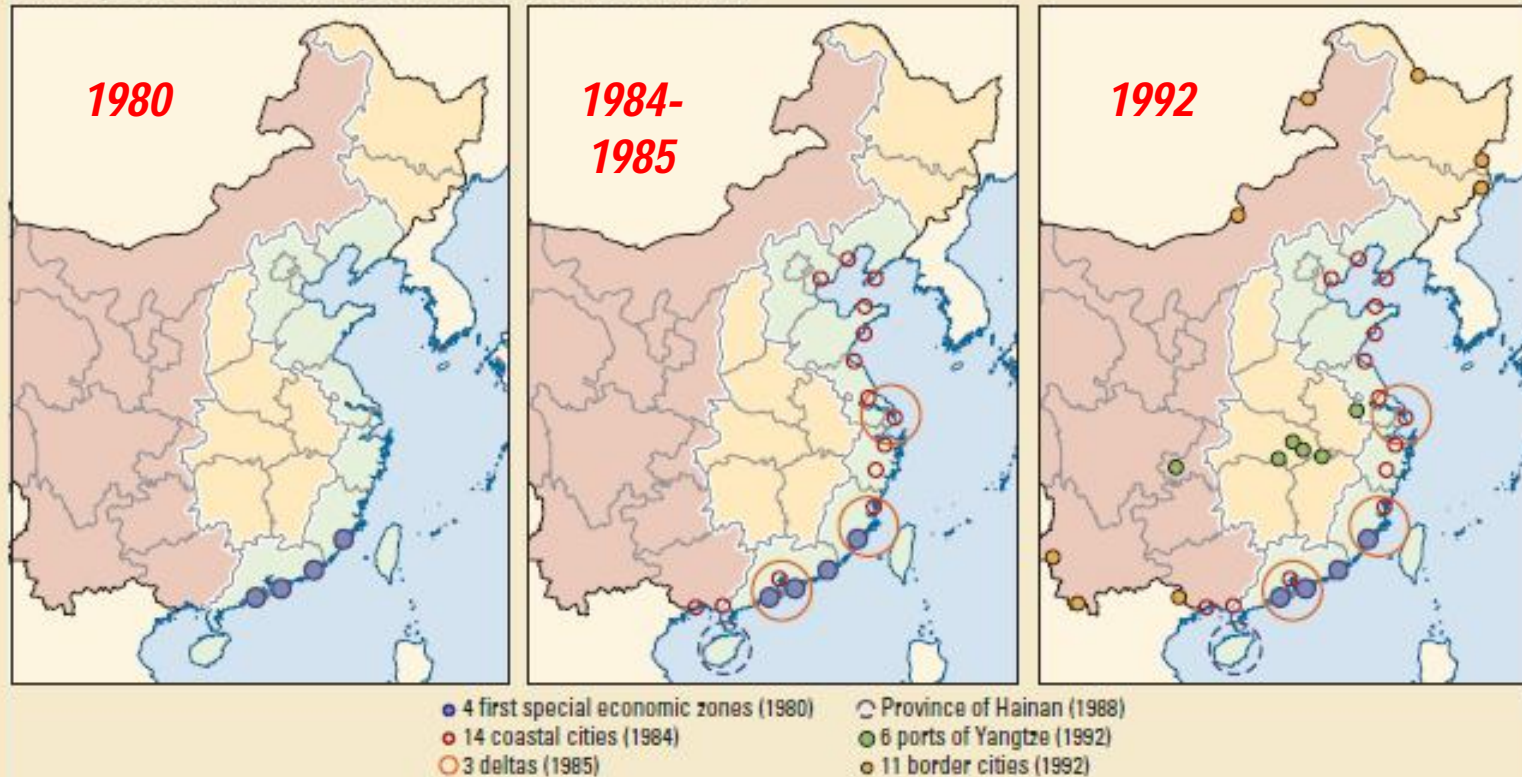 1980
1984-
1985
1992
4 first special economic zones (1980)
14 coastal cities (1984)
3 deltas (1985)
Province of Hainan (1988)
6 ports of Yangtze (1992)
11 border cities (1992)